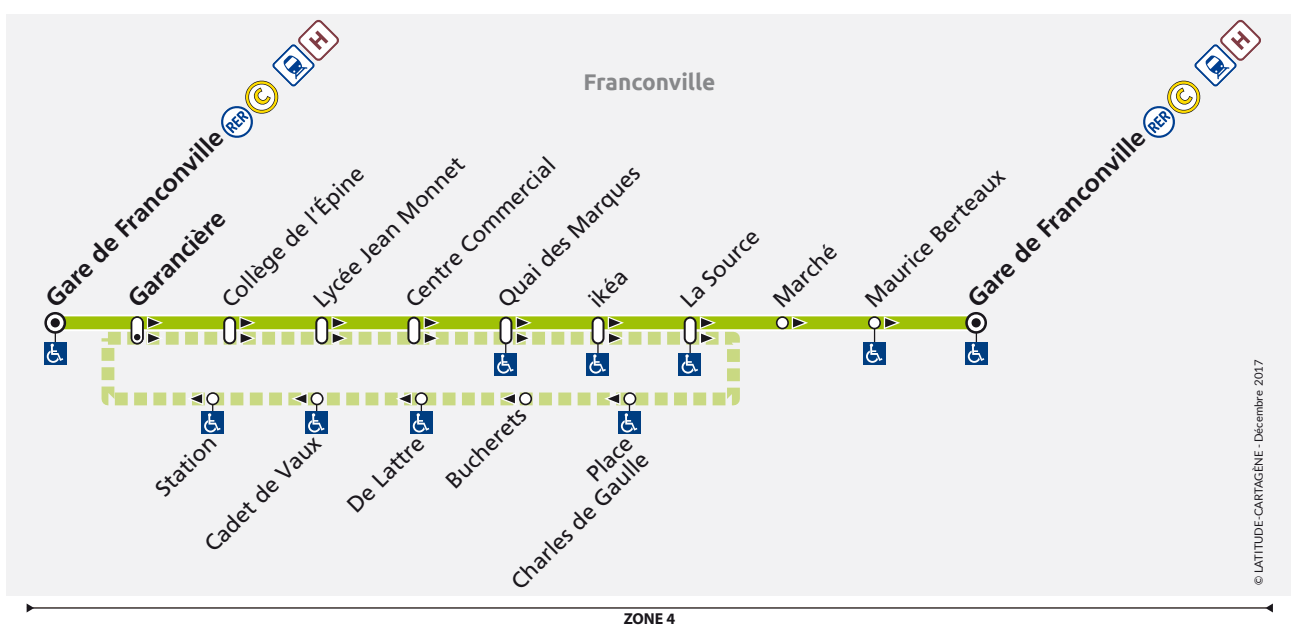 Franconville
Gare de Franconville
RER
C
H
Garancière
Collège de l'Épine
Lycée Jean Monnet
Centre Commercial
Quai des Marques
ikéa
La Source
Marché
Maurice Berteaux
Gare de Franconville
RER
C
H
Station
Cadet de Vaux
De Lattre
Bucherets
Place
Charles de Gaulle
© LATITUDE-CARTAGÈNE - Décembre 2017
ZONE 4